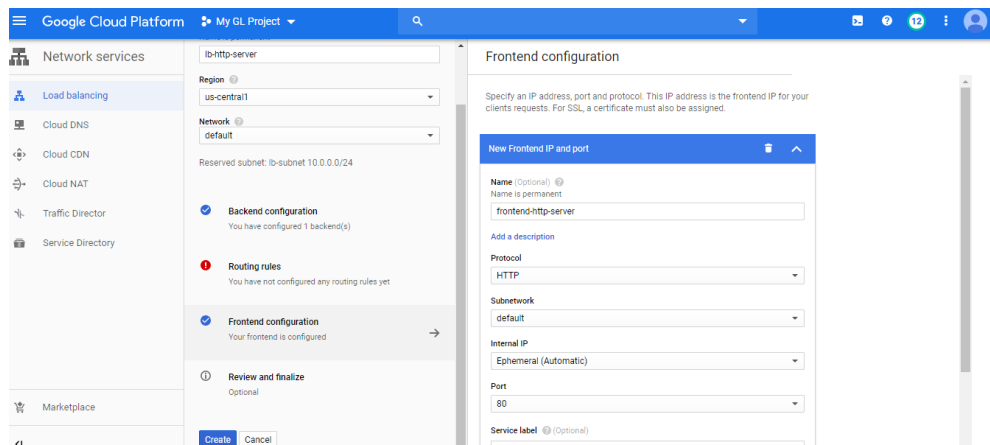 Google Cloud Platform
My GL Project
12
Network services
Load balancing
Cloud DNS
Cloud CDN
Cloud NAT
Traffic Director
Service Directory
Marketplace
lb-http-server
Region
us-central1
Network
default
Reserved subnet: lb-subnet 10.0.0.0/24
Backend configuration
You have configured 1 backend(s)
Routing rules
You have not configured any routing rules yet
Frontend configuration
Your frontend is configured
Review and finalize
Optional
Create Cancel
Frontend configuration
Specify an IP address, port and protocol. This IP address is the frontend IP for your
clients requests. For SSL, a certificate must also be assigned.
New Frontend IP and port
Name (Optional)
Name is permanent
frontend-http-server
Add a description
Protocol
HTTP
Subnetwork
default
Internal IP
Ephemeral (Automatic)
Port
80
Service label (Optional)